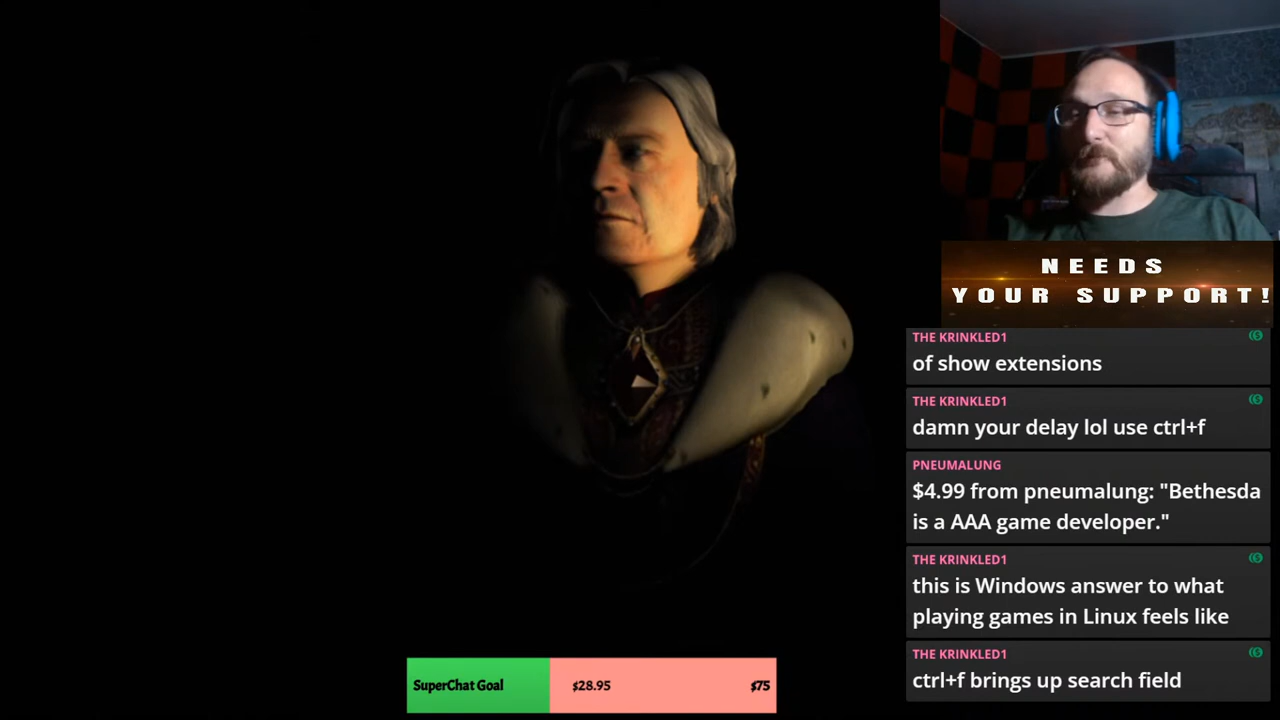 NEEDS
YOUR SUPPORT!
THE KRINKLED1
of show extensions
THE KRINKLED1
damn your delay lol use ctrl+f
PNEUMALUNG
$4.99 from pneumalung: "Bethesda
is a AAA game developer."
THE KRINKLED1
this is Windows answer to what
playing games in Linux feels like
THE KRINKLED1
ctrl+f brings up search field
SuperChat Goal $28.95 $75